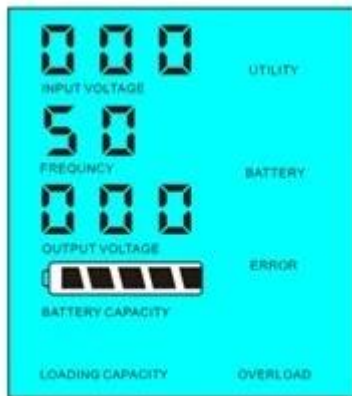 000
INPUT VOLTAGE
UTILITY
50
FREQUNCY
BATTERY
000
OUTPUT VOLTAGE
ERROR
BATTERY CAPACITY
LOADING CAPACITY
OVERLOAD